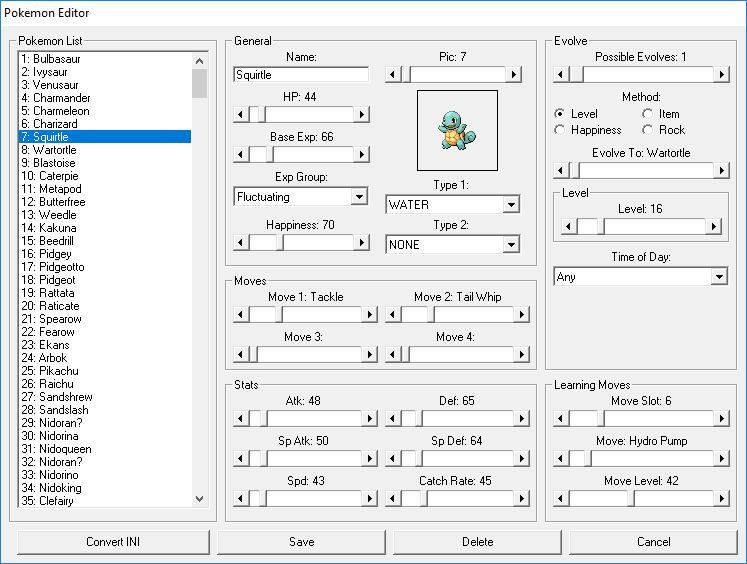 Pokemon Editor
Pokemon List
1: Bulbasaur
2: Ivysaur
3: Venusaur
4: Charmander
5: Charmeleon
6: Charizard
7: Squirtle
8: Wartortle
9: Blastoise
10: Caterpie
11: Metapod
12: Butterfree
13: Weedle
14: Kakuna
15: Beedrill
16: Pidgey
17: Pidgeotto
18: Pidgeot
19: Rattata
20: Raticate
21: Spearow
22: Fearow
23: Ekans
24: Arbok
25: Pikachu
26: Raichu
27: Sandshrew
28: Sandslash
29: Nidoran?
30: Nidorina
31: Nidoqueen
32: Nidoran?
33: Nidorino
34: Nidoking
35: Clefairy
General
Name:
Squirtle
HP: 44
Base Exp: 66
Exp Group:
Fluctuating
Happiness: 70
Pic: 7
Type 1:
WATER
Type 2:
NONE
Moves
Move 1: Tackle
Move 2: Tail Whip
Move 3:
Move 4:
Stats
Atk: 48
Def: 65
Sp Atk: 50
Sp Def: 64
Spd: 43
Catch Rate: 45
Evolve
Possible Evolves: 1
Method:
Level
Item
Happiness
Rock
Evolve To: Wartortle
Level
Level: 16
Time of Day:
Any
Learning Moves
Move Slot: 6
Move: Hydro Pump
Move Level: 42
Convert INI
Save
Delete
Cancel